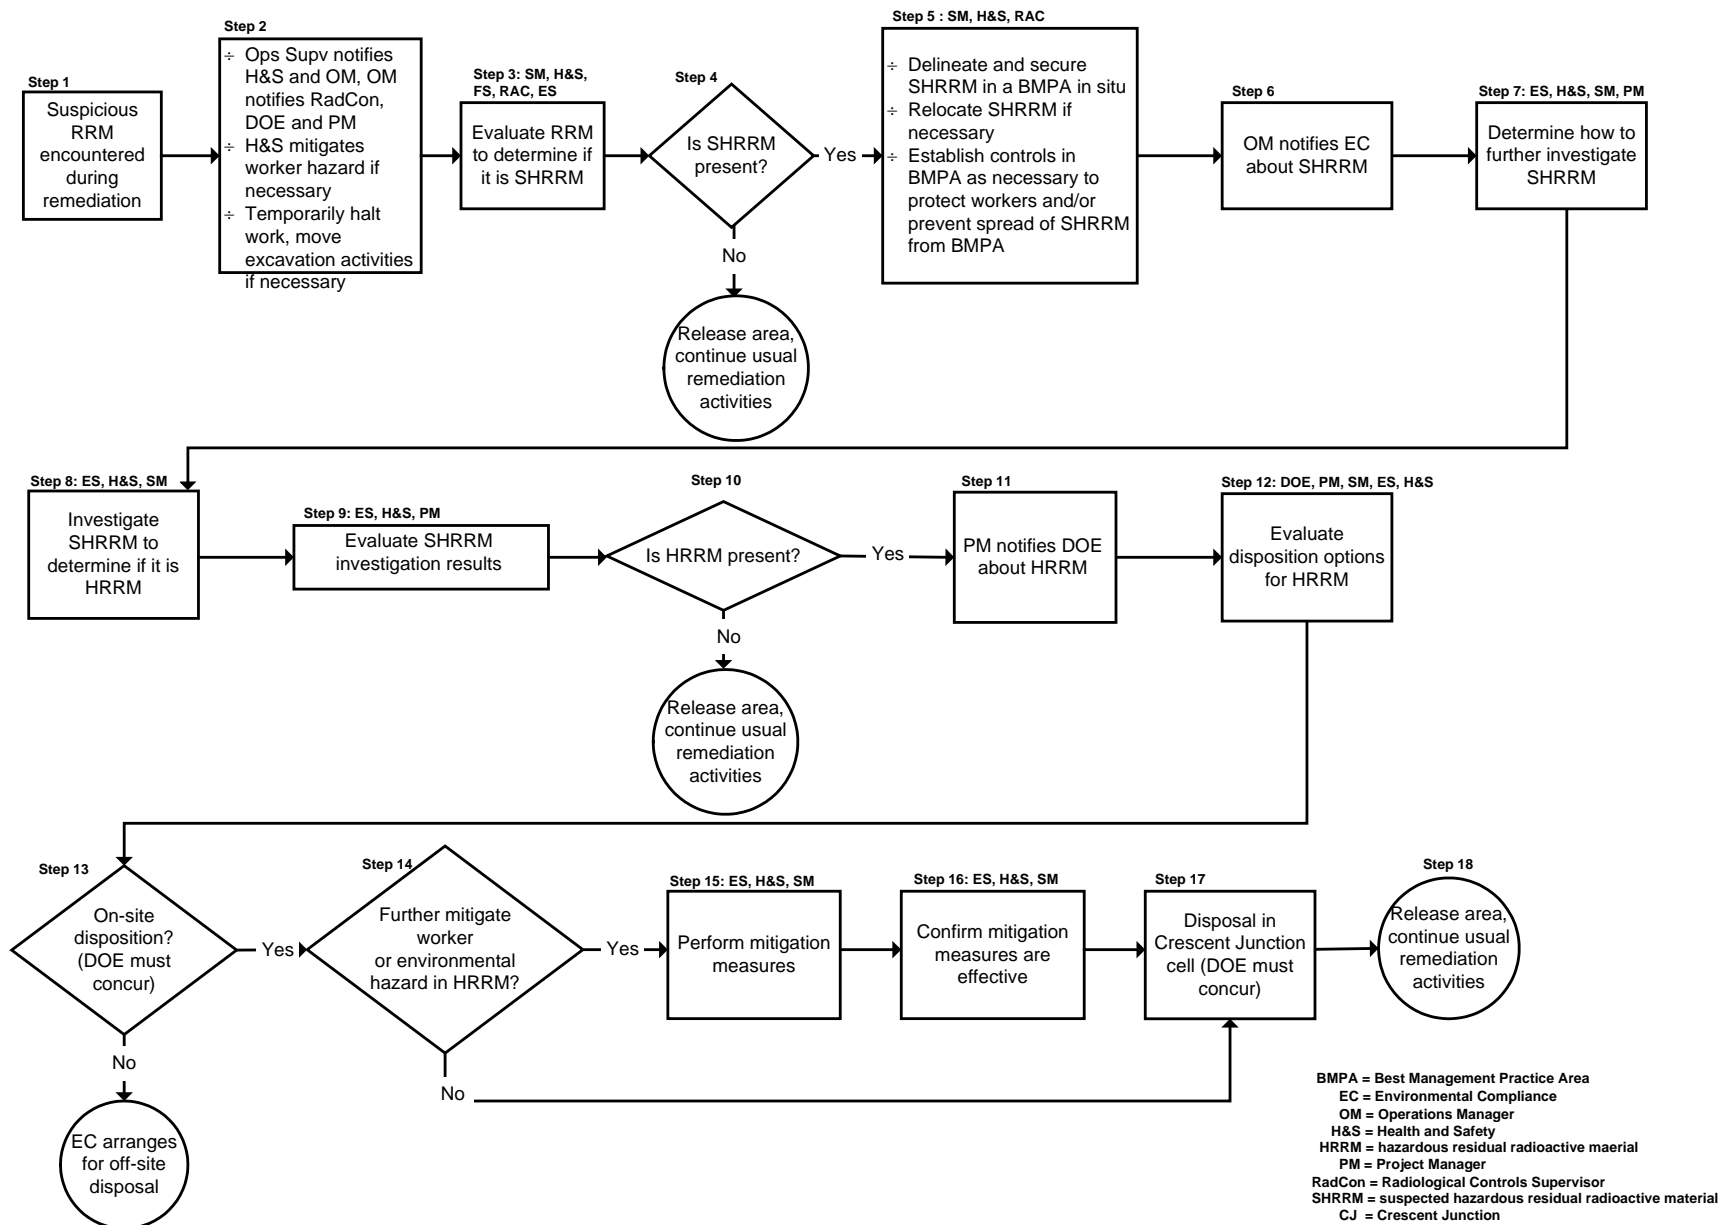 Step 1
Suspicious
RRM
encountered
during
remediation
Step 2
÷ Ops Supv notifies
H&S and OM, OM
notifies RadCon,
DOE and PM
÷ H&S mitigates
worker hazard if
necessary
÷ Temporarily halt
work, move
excavation activities
if necessary
Step 3: SM, H&S,
FS, RAC, ES
Evaluate RRM
to determine if
it is SHRRM
Step 4
Is SHRRM
present?
Yes
No
Release area,
continue usual
remediation
activities
Step 5 : SM, H&S, RAC
÷ Delineate and secure
SHRRM in a BMPA in situ
÷ Relocate SHRRM if
necessary
÷ Establish controls in
BMPA as necessary to
protect workers and/or
prevent spread of SHRRM
from BMPA
Step 6
OM notifies EC
about SHRRM
Step 7: ES, H&S, SM, PM
Determine how to
further investigate
SHRRM
Step 8: ES, H&S, SM
Investigate
SHRRM to
determine if it is
HRRM
Step 9: ES, H&S, PM
Evaluate SHRRM
investigation results
Step 10
Is HRRM present?
Yes
No
Release area,
continue usual
remediation
activities
Step 11
PM notifies DOE
about HRRM
Step 12: DOE, PM, SM, ES, H&S
Evaluate
disposition options
for HRRM
Step 13
On-site
disposition?
(DOE must
concur)
Yes
No
EC arranges
for off-site
disposal
Step 14
Further mitigate
worker
or environmental
hazard in HRRM?
Yes
No
Step 15: ES, H&S, SM
Perform mitigation
measures
Step 16: ES, H&S, SM
Confirm mitigation
measures are
effective
Step 17
Disposal in
Crescent Junction
cell (DOE must
concur)
Step 18
Release area,
continue usual
remediation
activities
BMPA = Best Management Practice Area
EC = Environmental Compliance
OM = Operations Manager
H&S = Health and Safety
HRRM = hazardous residual radioactive maerial
PM = Project Manager
RadCon = Radiological Controls Supervisor
SHRRM = suspected hazardous residual radioactive material
CJ = Crescent Junction